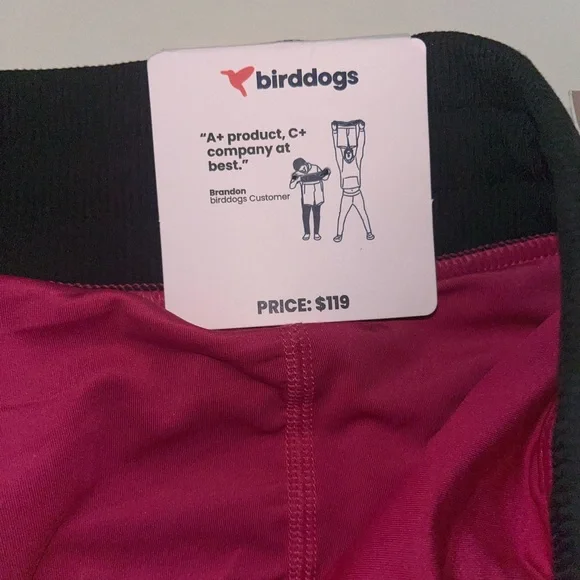 birddogs
"A+ product, C+
company at
best."
Brandon
birddogs Customer
PRICE: $119